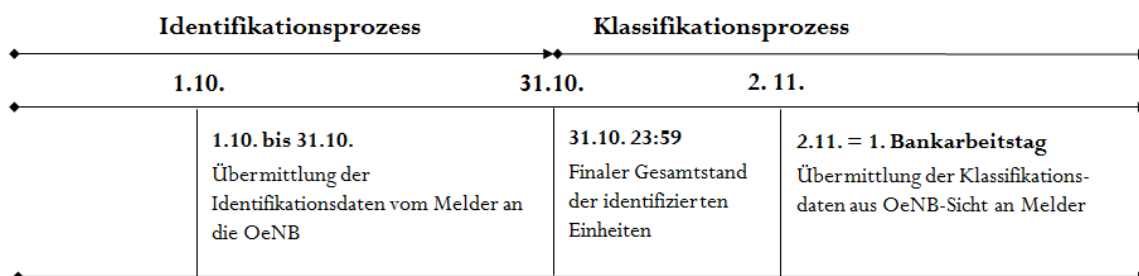 Identifikationsprozess Klassifikationsprozess
1.10. 31.10. 2. 11.
1.10. bis 31.10.
Übermittlung der
Identifikationsdaten vom Melder an
die OeNB
31.10. 23:59
Finaler Gesamtstand
der identifizierten
Einheiten
2.11. = 1. Bankarbeitstag
Übermittlung der Klassifikations-
daten aus OeNB-Sicht an Melder